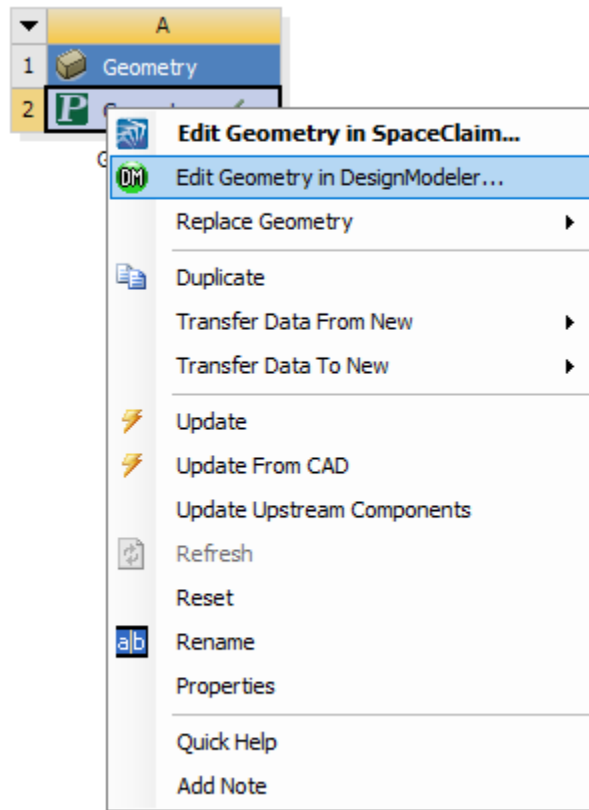 A
1 Geometry
2 P
Edit Geometry in SpaceClaim...
DM Edit Geometry in DesignModeler...
Replace Geometry
Duplicate
Transfer Data From New
Transfer Data To New
Update
Update From CAD
Update Upstream Components
Refresh
Reset
a|b Rename
Properties
Quick Help
Add Note